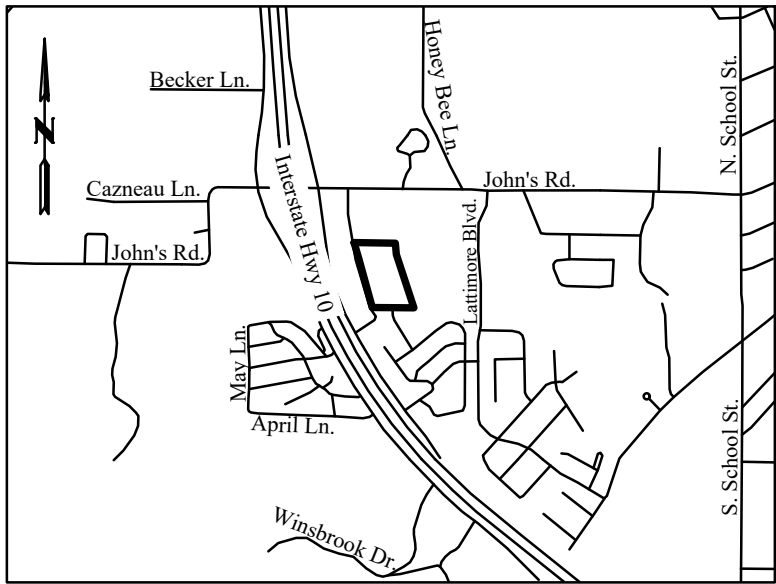 Becker Ln.
Honey Bee Ln.
N. School St.
N
Interstate Hwy 10
Cazneau Ln.
John's Rd.
John's Rd.
Lattimore Blvd.
May Ln.
April Ln.
S. School St.
Winsbrook Dr.